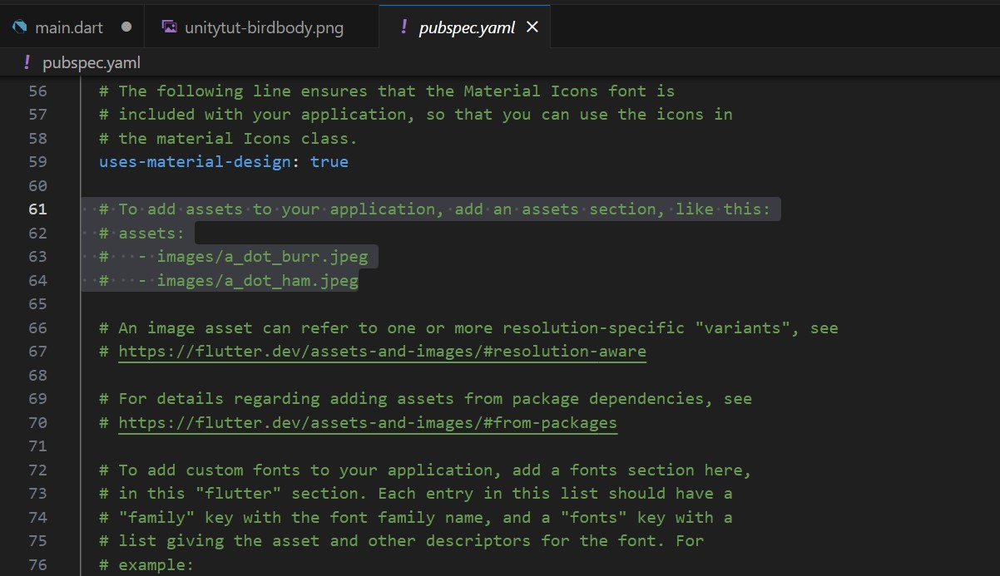 main.dart unitytut-birdbody.png ! pubspec.yaml
! pubspec.yaml
56 # The following line ensures that the Material Icons font is
57 # included with your application, so that you can use the icons in
58 # the material Icons class.
59 uses-material-design: true
60
61 # To add assets to your application, add an assets section, like this:
62 # assets:
63 #   - images/a_dot_burr.jpeg
64 #   - images/a_dot_ham.jpeg
65
66 # An image asset can refer to one or more resolution-specific "variants", see
67 # https://flutter.dev/assets-and-images/#resolution-aware
68
69 # For details regarding adding assets from package dependencies, see
70 # https://flutter.dev/assets-and-images/#from-packages
71
72 # To add custom fonts to your application, add a fonts section here,
73 # in this "flutter" section. Each entry in this list should have a
74 # "family" key with the font family name, and a "fonts" key with a
75 # list giving the asset and other descriptors for the font. For
76 # example: